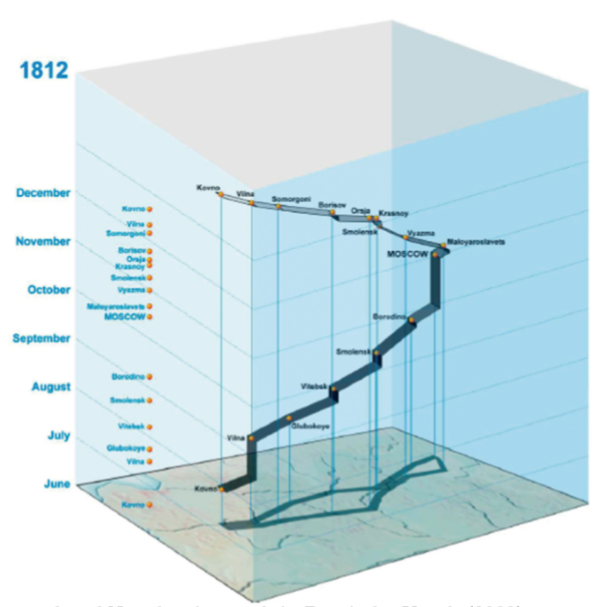 1812
December
November
October
September
August
July
June
Kovno
Vilna
Somorgoni
Borisov
Orsja
Krasnoy
Smolensk
Vyazma
Maloyaroslavets
MOSCOW
Borodino
Smolensk
Vitebsk
Glubokoye
Vilna
Kovno
Kovno
Vilna
Somorgoni
Borisov
Orsja
Krasnoy
Smolensk
Vyazma
Maloyaroslavets
MOSCOW
Borodino
Smolensk
Vitebsk
Glubokoye
Vilna
Kovno